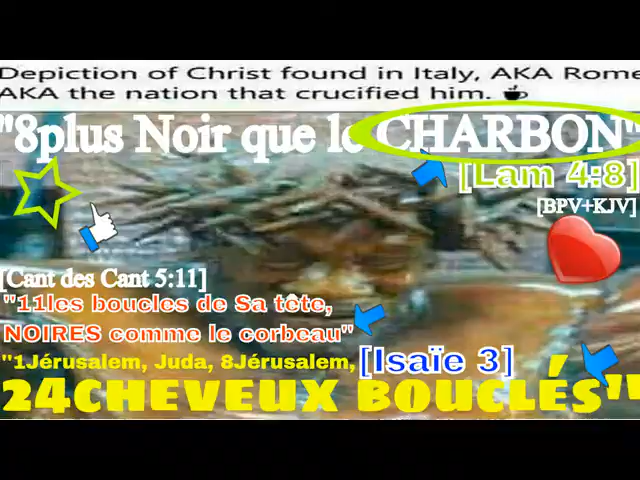 Depiction of Christ found in Italy, AKA Rome
AKA the nation that crucified him. ☕
"8plus Noir que le CHARBON"
[Lam 4:8]
[BPV+KJV]
[Cant des Cant 5:11]
"11les boucles de Sa tête,
NOIRES comme le corbeau"
"1Jérusalem, Juda, 8Jérusalem, [Isaïe 3]
24CHEVEUX BOUCLÉS"